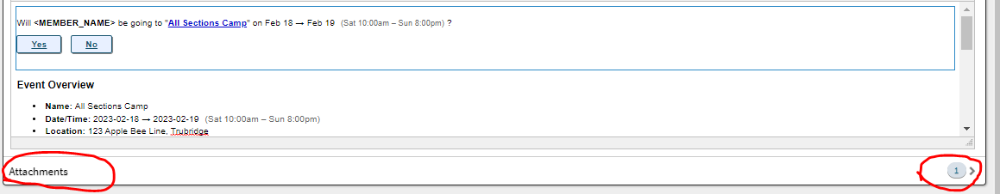 Will <MEMBER_NAME> be going to "All Sections Camp" on Feb 18 → Feb 19 (Sat 10:00am – Sun 8:00pm) ?
Yes No
Event Overview
• Name: All Sections Camp
• Date/Time: 2023-02-18 → 2023-02-19 (Sat 10:00am – Sun 8:00pm)
• Location: 123 Apple Bee Line, Trubridge
Attachments 1